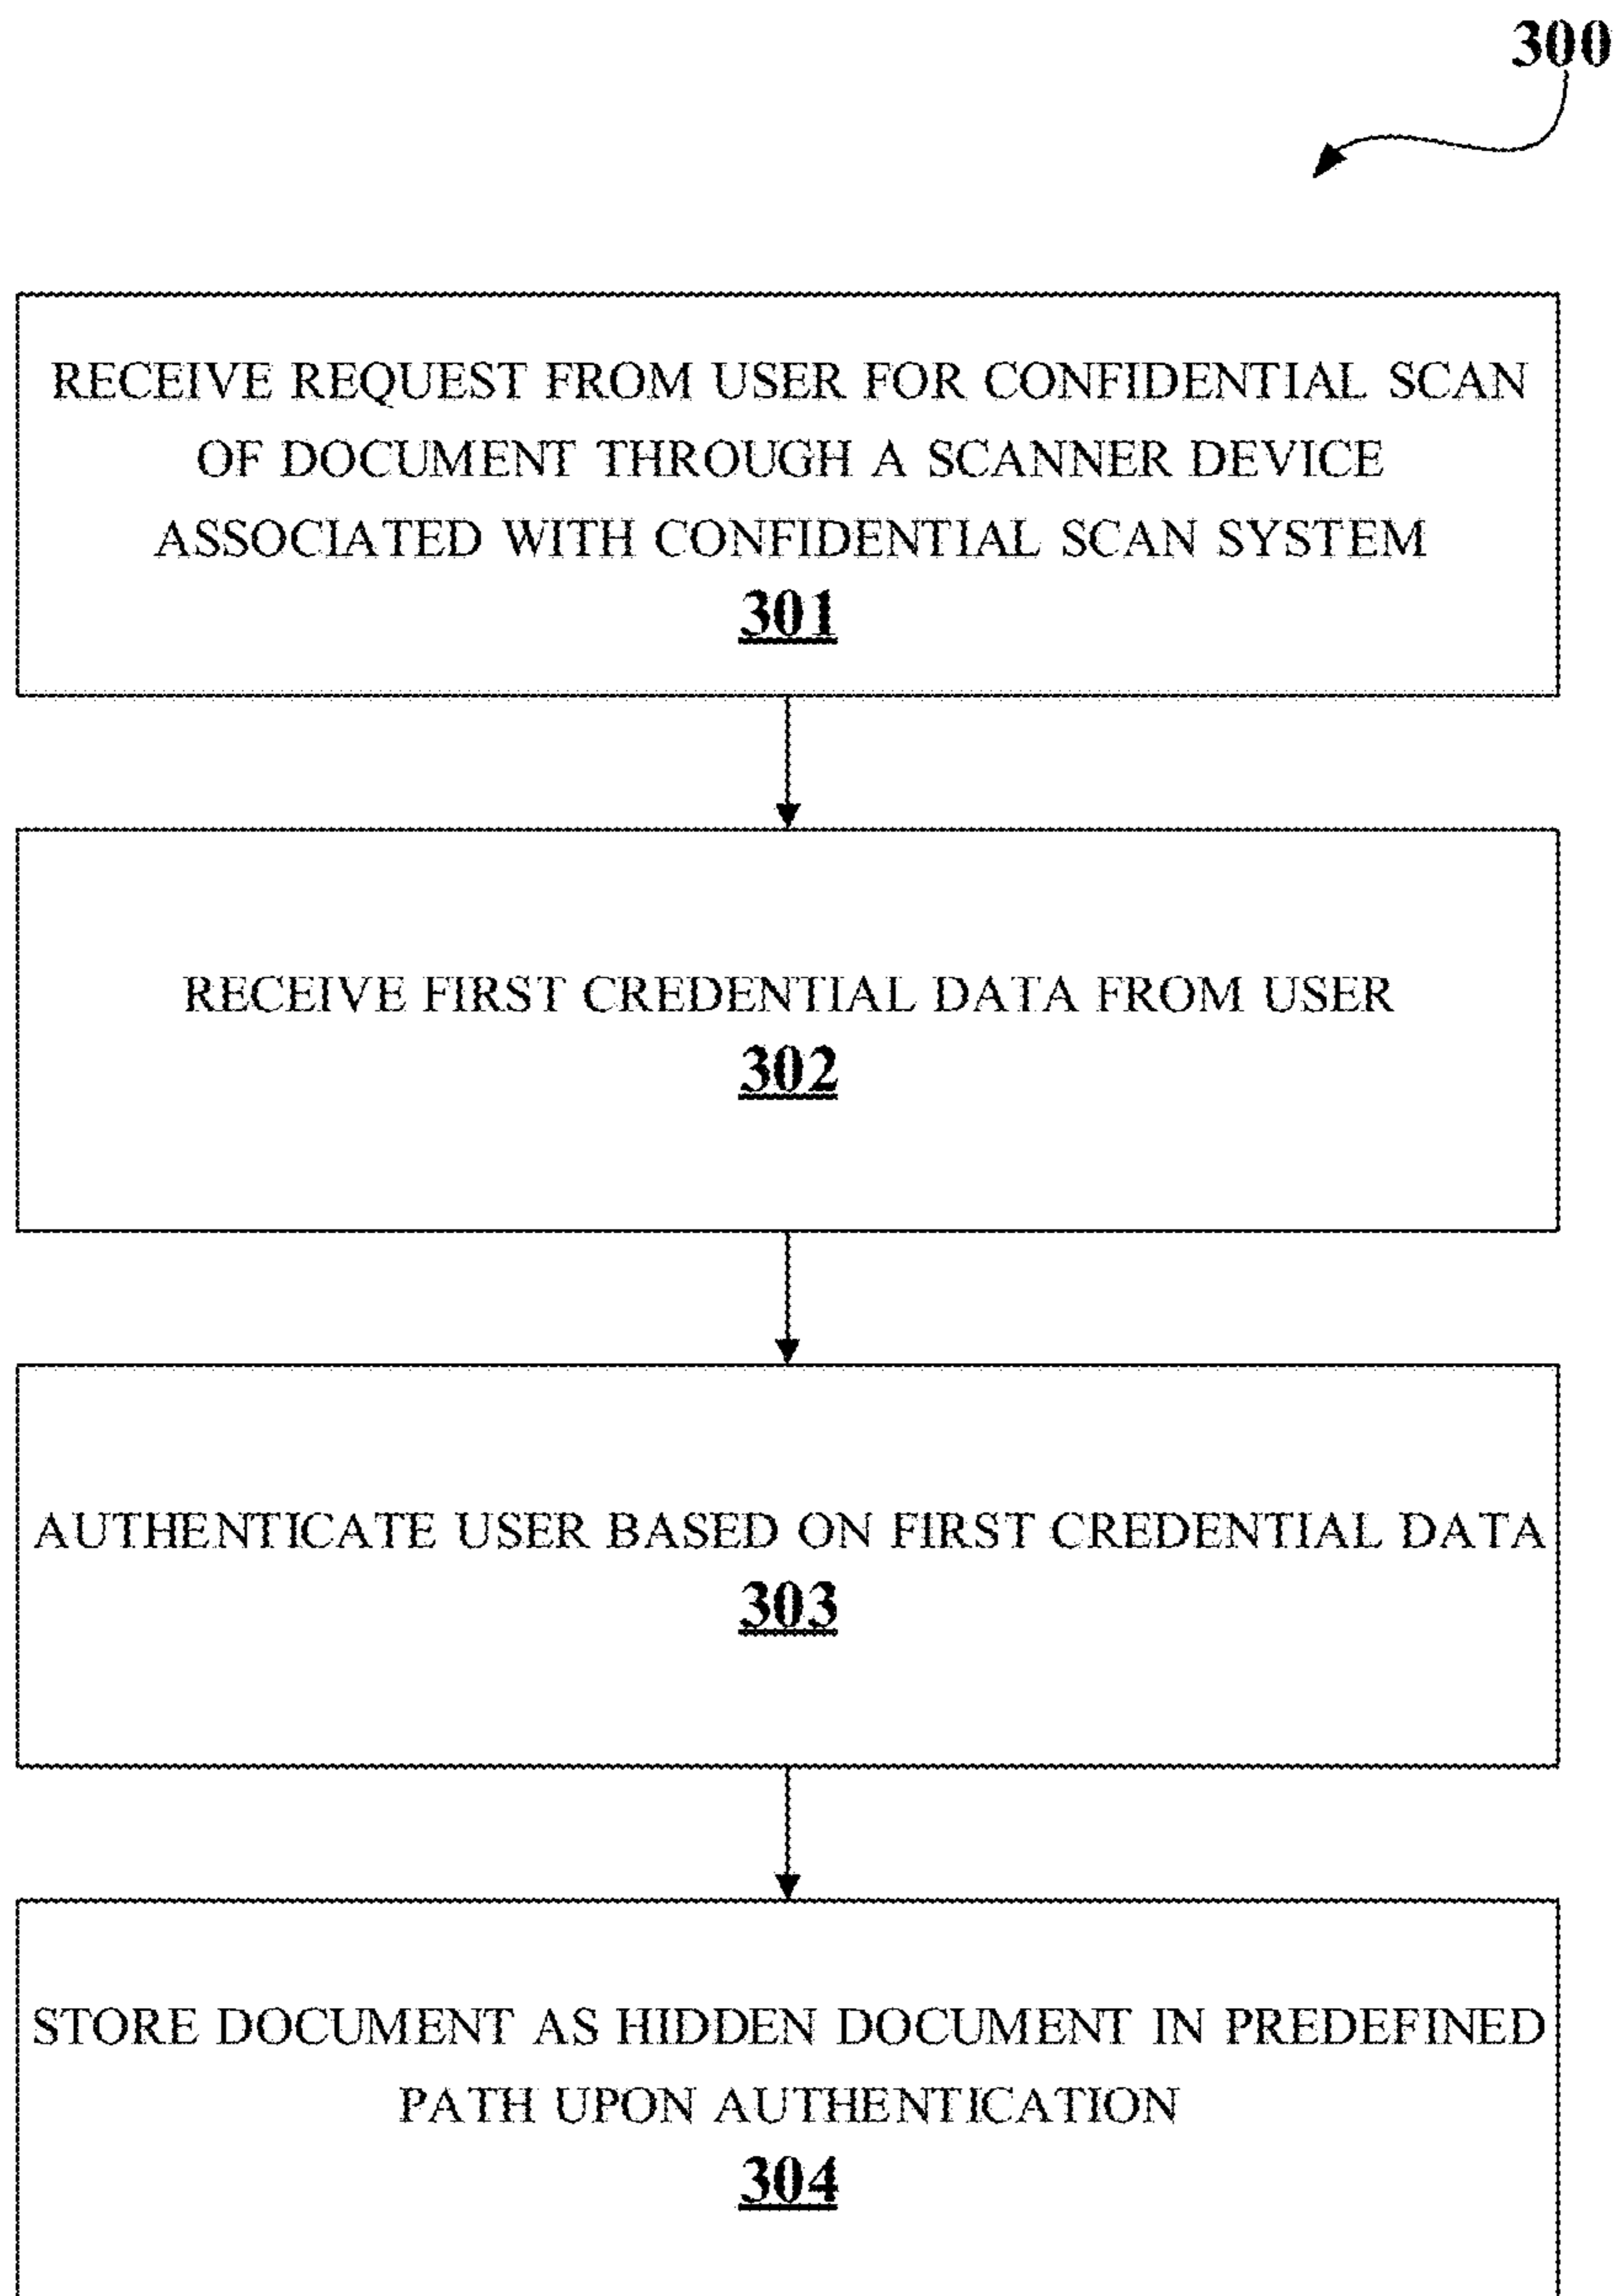 300
RECEIVE REQUEST FROM USER FOR CONFIDENTIAL SCAN
OF DOCUMENT THROUGH A SCANNER DEVICE
ASSOCIATED WITH CONFIDENTIAL SCAN SYSTEM
301
RECEIVE FIRST CREDENTIAL DATA FROM USER
302
AUTHENTICATE USER BASED ON FIRST CREDENTIAL DATA
303
STORE DOCUMENT AS HIDDEN DOCUMENT IN PREDEFINED
PATH UPON AUTHENTICATION
304